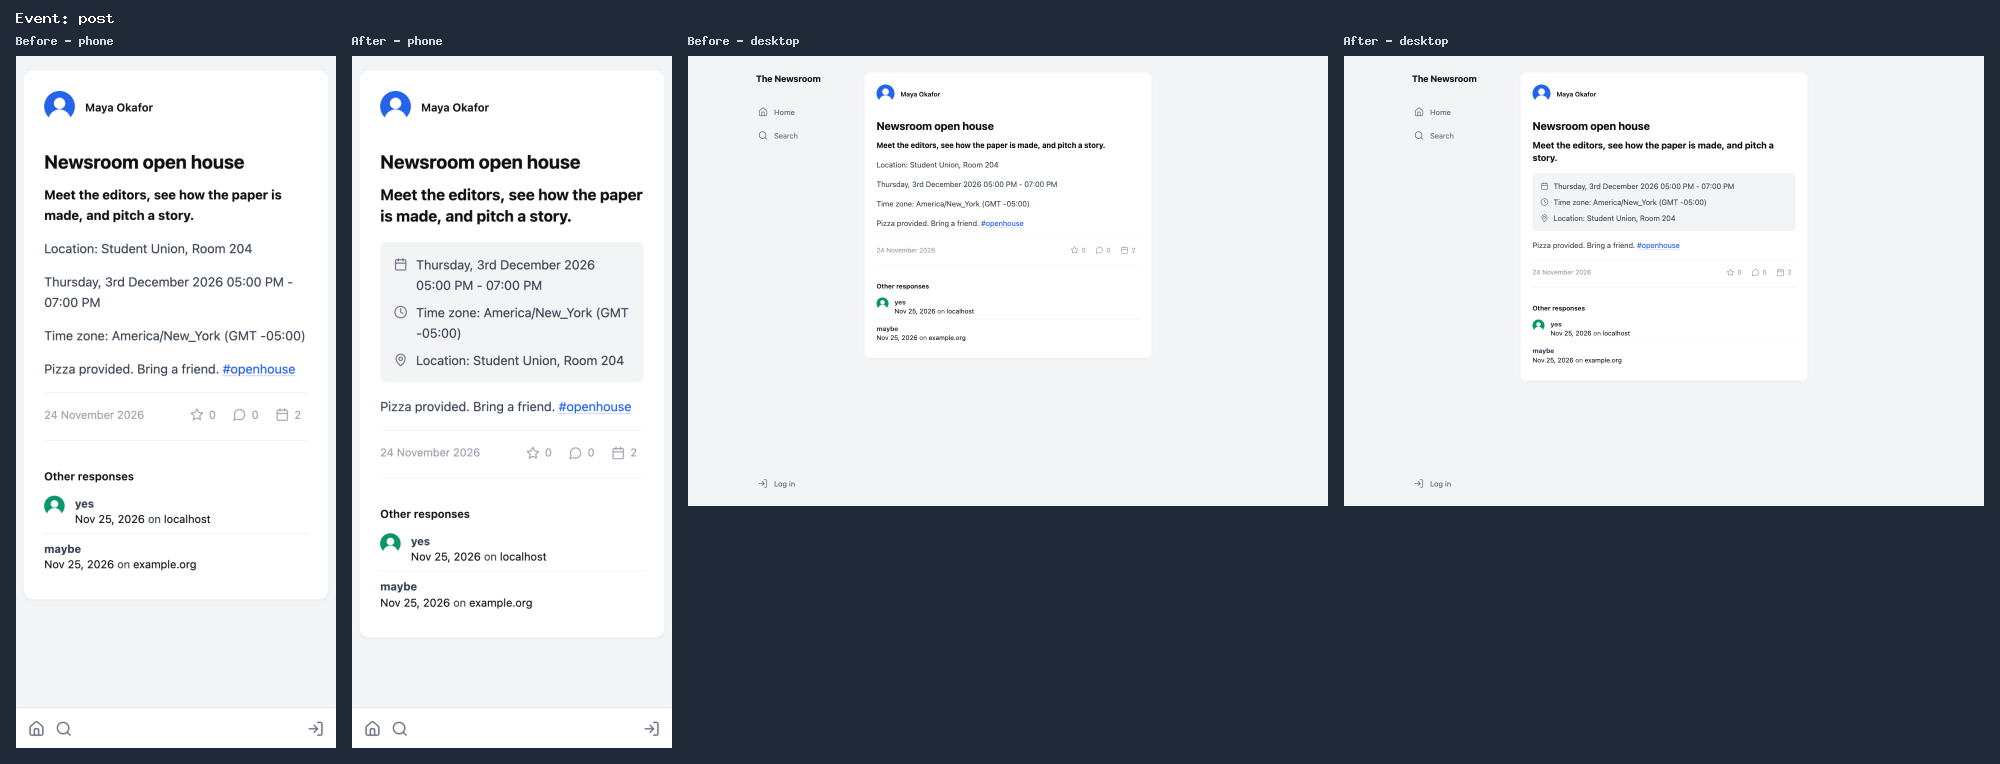 Event: post
Before - phone
Maya Okafor
Newsroom open house
Meet the editors, see how the paper is
made, and pitch a story.
Location: Student Union, Room 204
Thursday, 3rd December 2026 05:00 PM -
07:00 PM
Time zone: America/New_York (GMT -05:00)
Pizza provided. Bring a friend. #openhouse
24 November 2026 0 0 2
Other responses
yes
Nov 25, 2026 on localhost
maybe
Nov 25, 2026 on example.org
After - phone
Maya Okafor
Newsroom open house
Meet the editors, see how the paper
is made, and pitch a story.
Thursday, 3rd December 2026
05:00 PM - 07:00 PM
Time zone: America/New_York (GMT
-05:00)
Location: Student Union, Room 204
Pizza provided. Bring a friend. #openhouse
24 November 2026 0 0 2
Other responses
yes
Nov 25, 2026 on localhost
maybe
Nov 25, 2026 on example.org
Before - desktop
The Newsroom
Home
Search
Log in
Maya Okafor
Newsroom open house
Meet the editors, see how the paper is made, and pitch a story.
Location: Student Union, Room 204
Thursday, 3rd December 2026 05:00 PM - 07:00 PM
Time zone: America/New_York (GMT -05:00)
Pizza provided. Bring a friend. #openhouse
24 November 2026 0 0 2
Other responses
yes
Nov 25, 2026 on localhost
maybe
Nov 25, 2026 on example.org
After - desktop
The Newsroom
Home
Search
Log in
Maya Okafor
Newsroom open house
Meet the editors, see how the paper is made, and pitch a
story.
Thursday, 3rd December 2026 05:00 PM - 07:00 PM
Time zone: America/New_York (GMT -05:00)
Location: Student Union, Room 204
Pizza provided. Bring a friend. #openhouse
24 November 2026 0 0 2
Other responses
yes
Nov 25, 2026 on localhost
maybe
Nov 25, 2026 on example.org